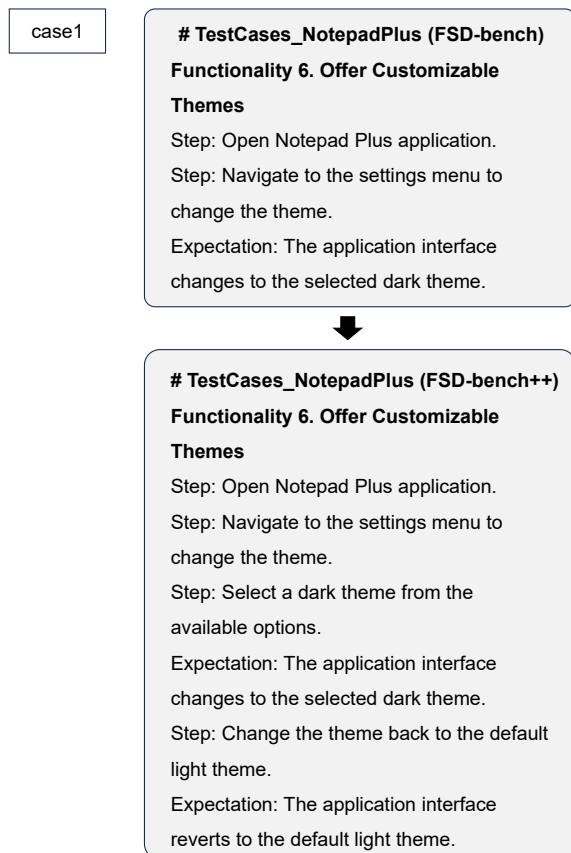 case1
# TestCases_NotepadPlus (FSD-bench)
Functionality 6. Offer Customizable
Themes
Step: Open Notepad Plus application.
Step: Navigate to the settings menu to
change the theme.
Expectation: The application interface
changes to the selected dark theme.
# TestCases_NotepadPlus (FSD-bench++)
Functionality 6. Offer Customizable
Themes
Step: Open Notepad Plus application.
Step: Navigate to the settings menu to
change the theme.
Step: Select a dark theme from the
available options.
Expectation: The application interface
changes to the selected dark theme.
Step: Change the theme back to the default
light theme.
Expectation: The application interface
reverts to the default light theme.